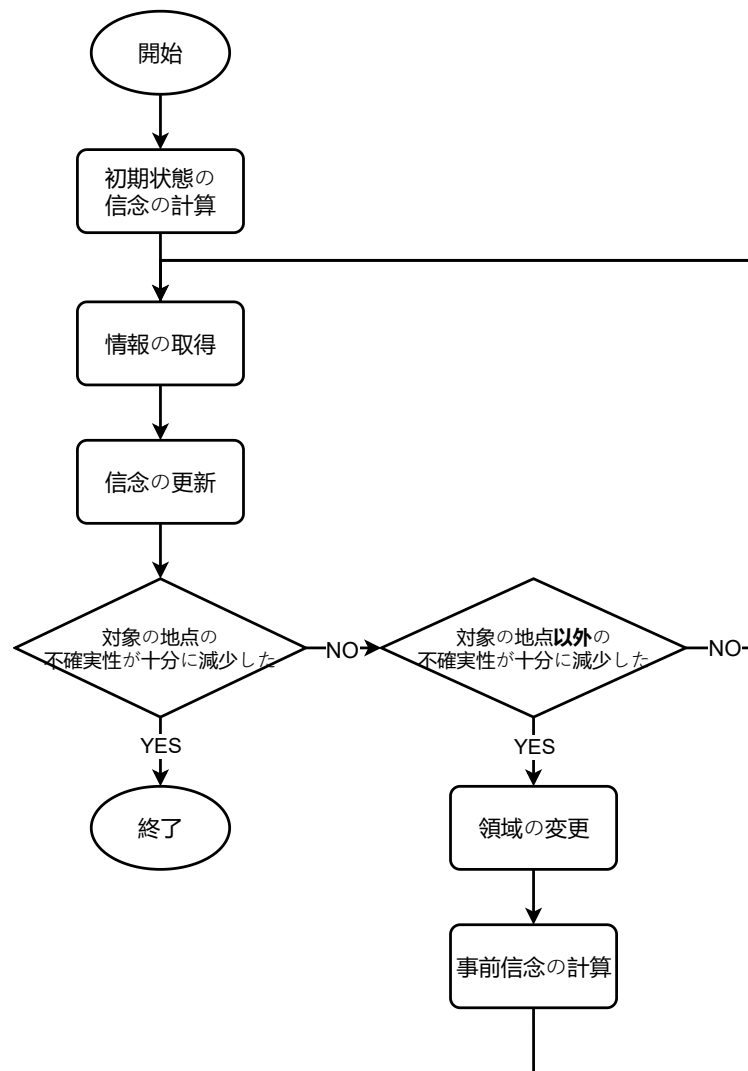 開始
初期状態の
信念の計算
情報の取得
信念の更新
対象の地点の
不確実性が十分に減少した
NO
対象の地点以外の
不確実性が十分に減少した
NO
YES
YES
終了
領域の変更
事前信念の計算